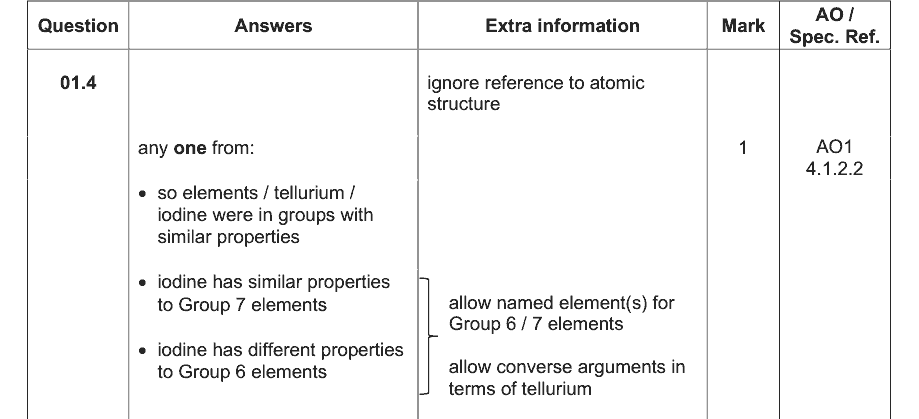 Question Answers Extra information Mark AO /
Spec. Ref.
01.4 ignore reference to atomic
structure
any one from: 1 AO1
4.1.2.2
• so elements / tellurium /
iodine were in groups with
similar properties
• iodine has similar properties
to Group 7 elements
allow named element(s) for
Group 6 / 7 elements
• iodine has different properties
to Group 6 elements
allow converse arguments in
terms of tellurium